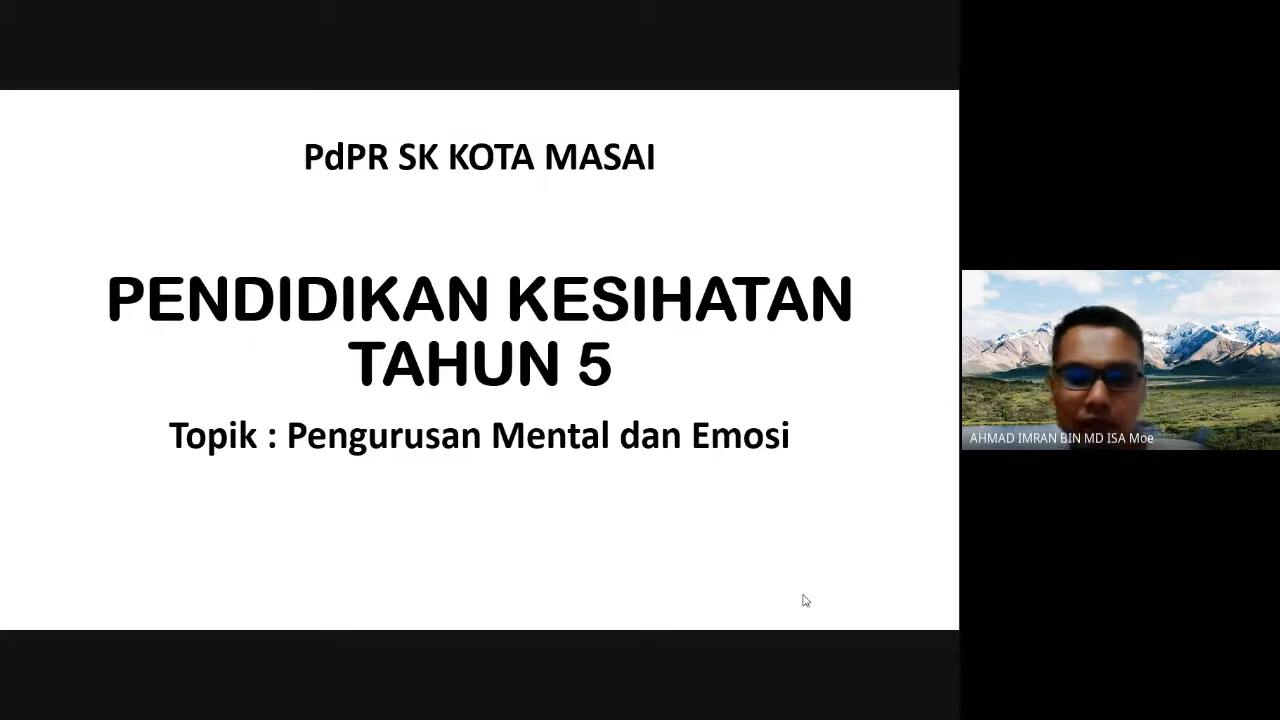 PdPR SK KOTA MASAI
PENDIDIKAN KESIHATAN
TAHUN 5
Topik : Pengurusan Mental dan Emosi
AHMAD IMRAN BIN MD ISA Moe